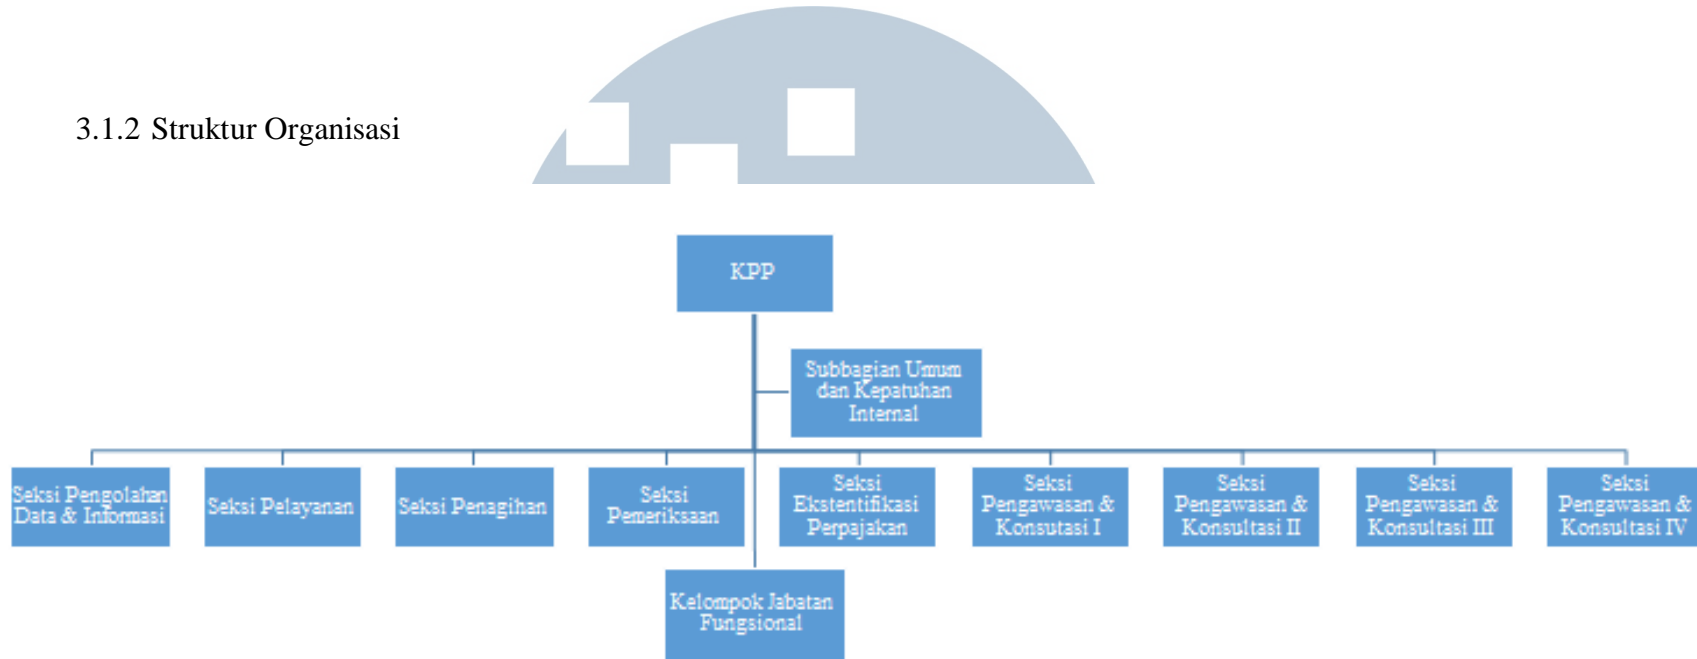 3.1.2 Struktur Organisasi
KPP
Subbagian Umum
dan Kepatuhan
Internal
Seksi Pengolahan
Data & Informasi
Seksi Pelayanan
Seksi Penagihan
Seksi
Pemeriksaan
Seksi
Ekstentifikasi
Perpajakan
Seksi
Pengawasan &
Konsutasi I
Seksi
Pengawasan &
Konsultasi II
Seksi
Pengawasan &
Konsultasi III
Seksi
Pengawasan &
Konsultasi IV
Kelompok Jabatan
Fungsional